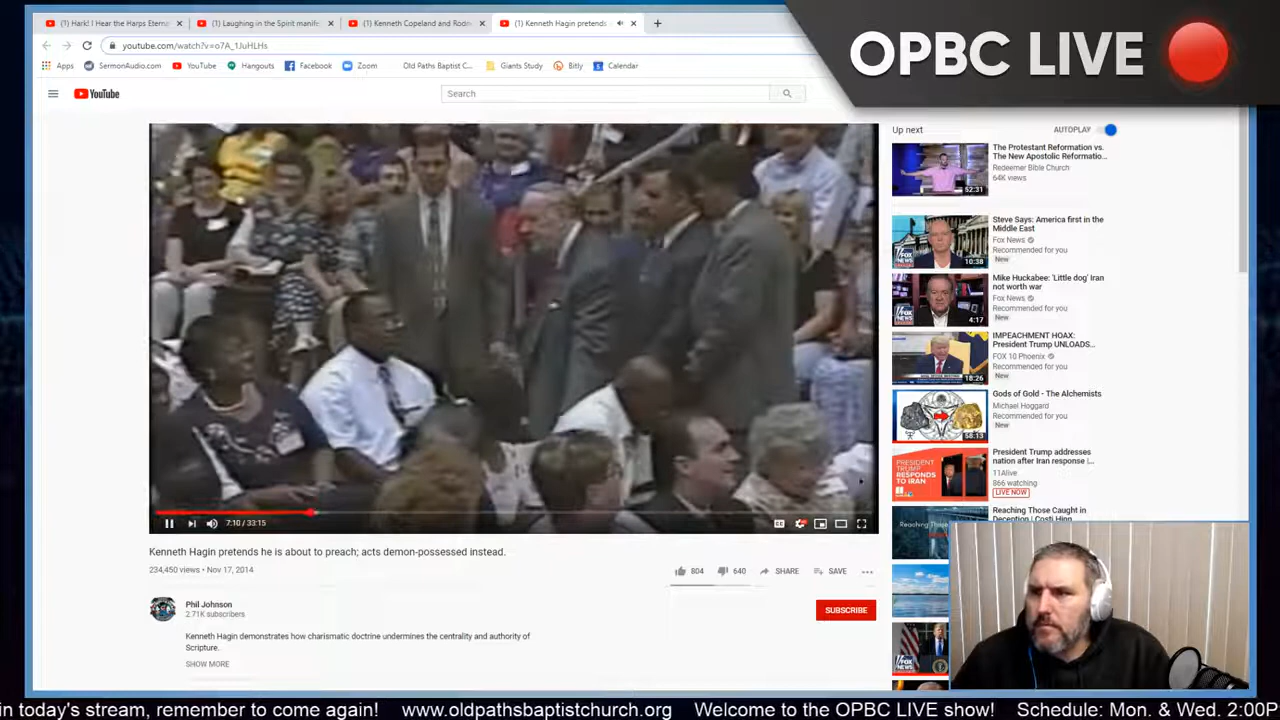 (1) Hark! I Hear the Harps Eterna
(1) Laughing in the Spirit manife
(1) Kenneth Copeland and Rodn
(1) Kenneth Hagin pretends
youtube.com/watch?v=o7A_1JuHLHs
Apps SermonAudio.com YouTube Hangouts Facebook Zoom Old Paths Baptist C... Giants Study Bitly Calendar
OPBC LIVE
YouTube
Search
Up next
AUTOPLAY
The Protestant Reformation vs.
The New Apostolic Reformatio...
Redeemer Bible Church
64K views
52:31
Steve Says: America first in the
Middle East
Fox News
Recommended for you
New
10:38
Mike Huckabee: 'Little dog' Iran
not worth war
Fox News
Recommended for you
New
4:17
IMPEACHMENT HOAX:
President Trump UNLOADS...
FOX 10 Phoenix
Recommended for you
New
18:26
Gods of Gold - The Alchemists
Michael Hoggard
Recommended for you
New
58:13
President Trump addresses
nation after Iran response |...
11Alive
866 watching
LIVE NOW
PRESIDENT
TRUMP
RESPONDS
TO IRAN
Reaching Those Caught in
Deception | Costi Hinn
7:10 / 33:15
CC
Kenneth Hagin pretends he is about to preach; acts demon-possessed instead.
234,450 views • Nov 17, 2014
804
640
SHARE
SAVE
Phil Johnson
2.71K subscribers
SUBSCRIBE
Kenneth Hagin demonstrates how charismatic doctrine undermines the centrality and authority of
Scripture.
SHOW MORE
in today's stream, remember to come again! www.oldpathsbaptistchurch.org Welcome to the OPBC LIVE show! Schedule: Mon. & Wed. 2:00P